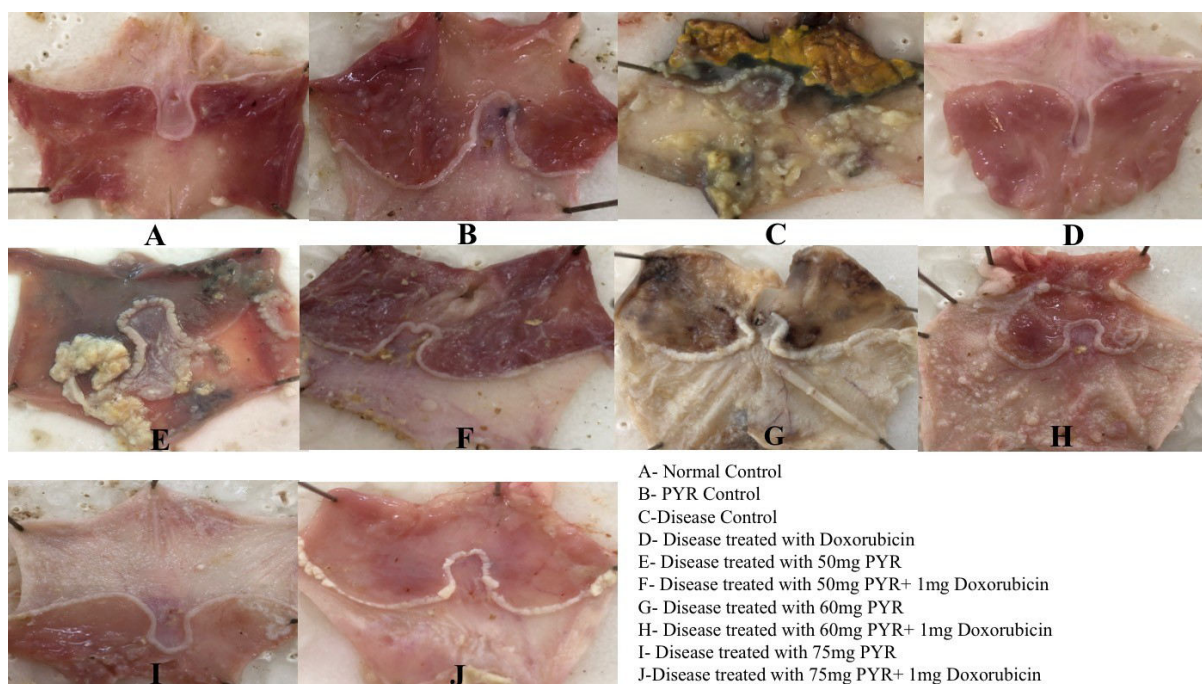 A
B
C
D
E
F
G
H
I
J
A- Normal Control
B- PYR Control
C-Disease Control
D- Disease treated with Doxorubicin
E- Disease treated with 50mg PYR
F- Disease treated with 50mg PYR+ 1mg Doxorubicin
G- Disease treated with 60mg PYR
H- Disease treated with 60mg PYR+ 1mg Doxorubicin
I- Disease treated with 75mg PYR
J-Disease treated with 75mg PYR+ 1mg Doxorubicin